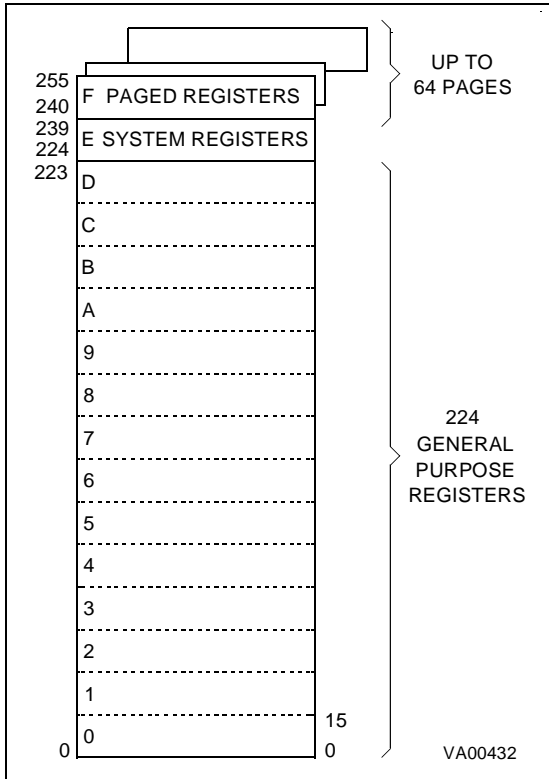 UP TO
64 PAGES
255
F PAGED REGISTERS
240
239
E SYSTEM REGISTERS
224
223
D
C
B
A
9
8
7
6
5
4
3
2
1
0
0
15
0
224
GENERAL
PURPOSE
REGISTERS
VA00432